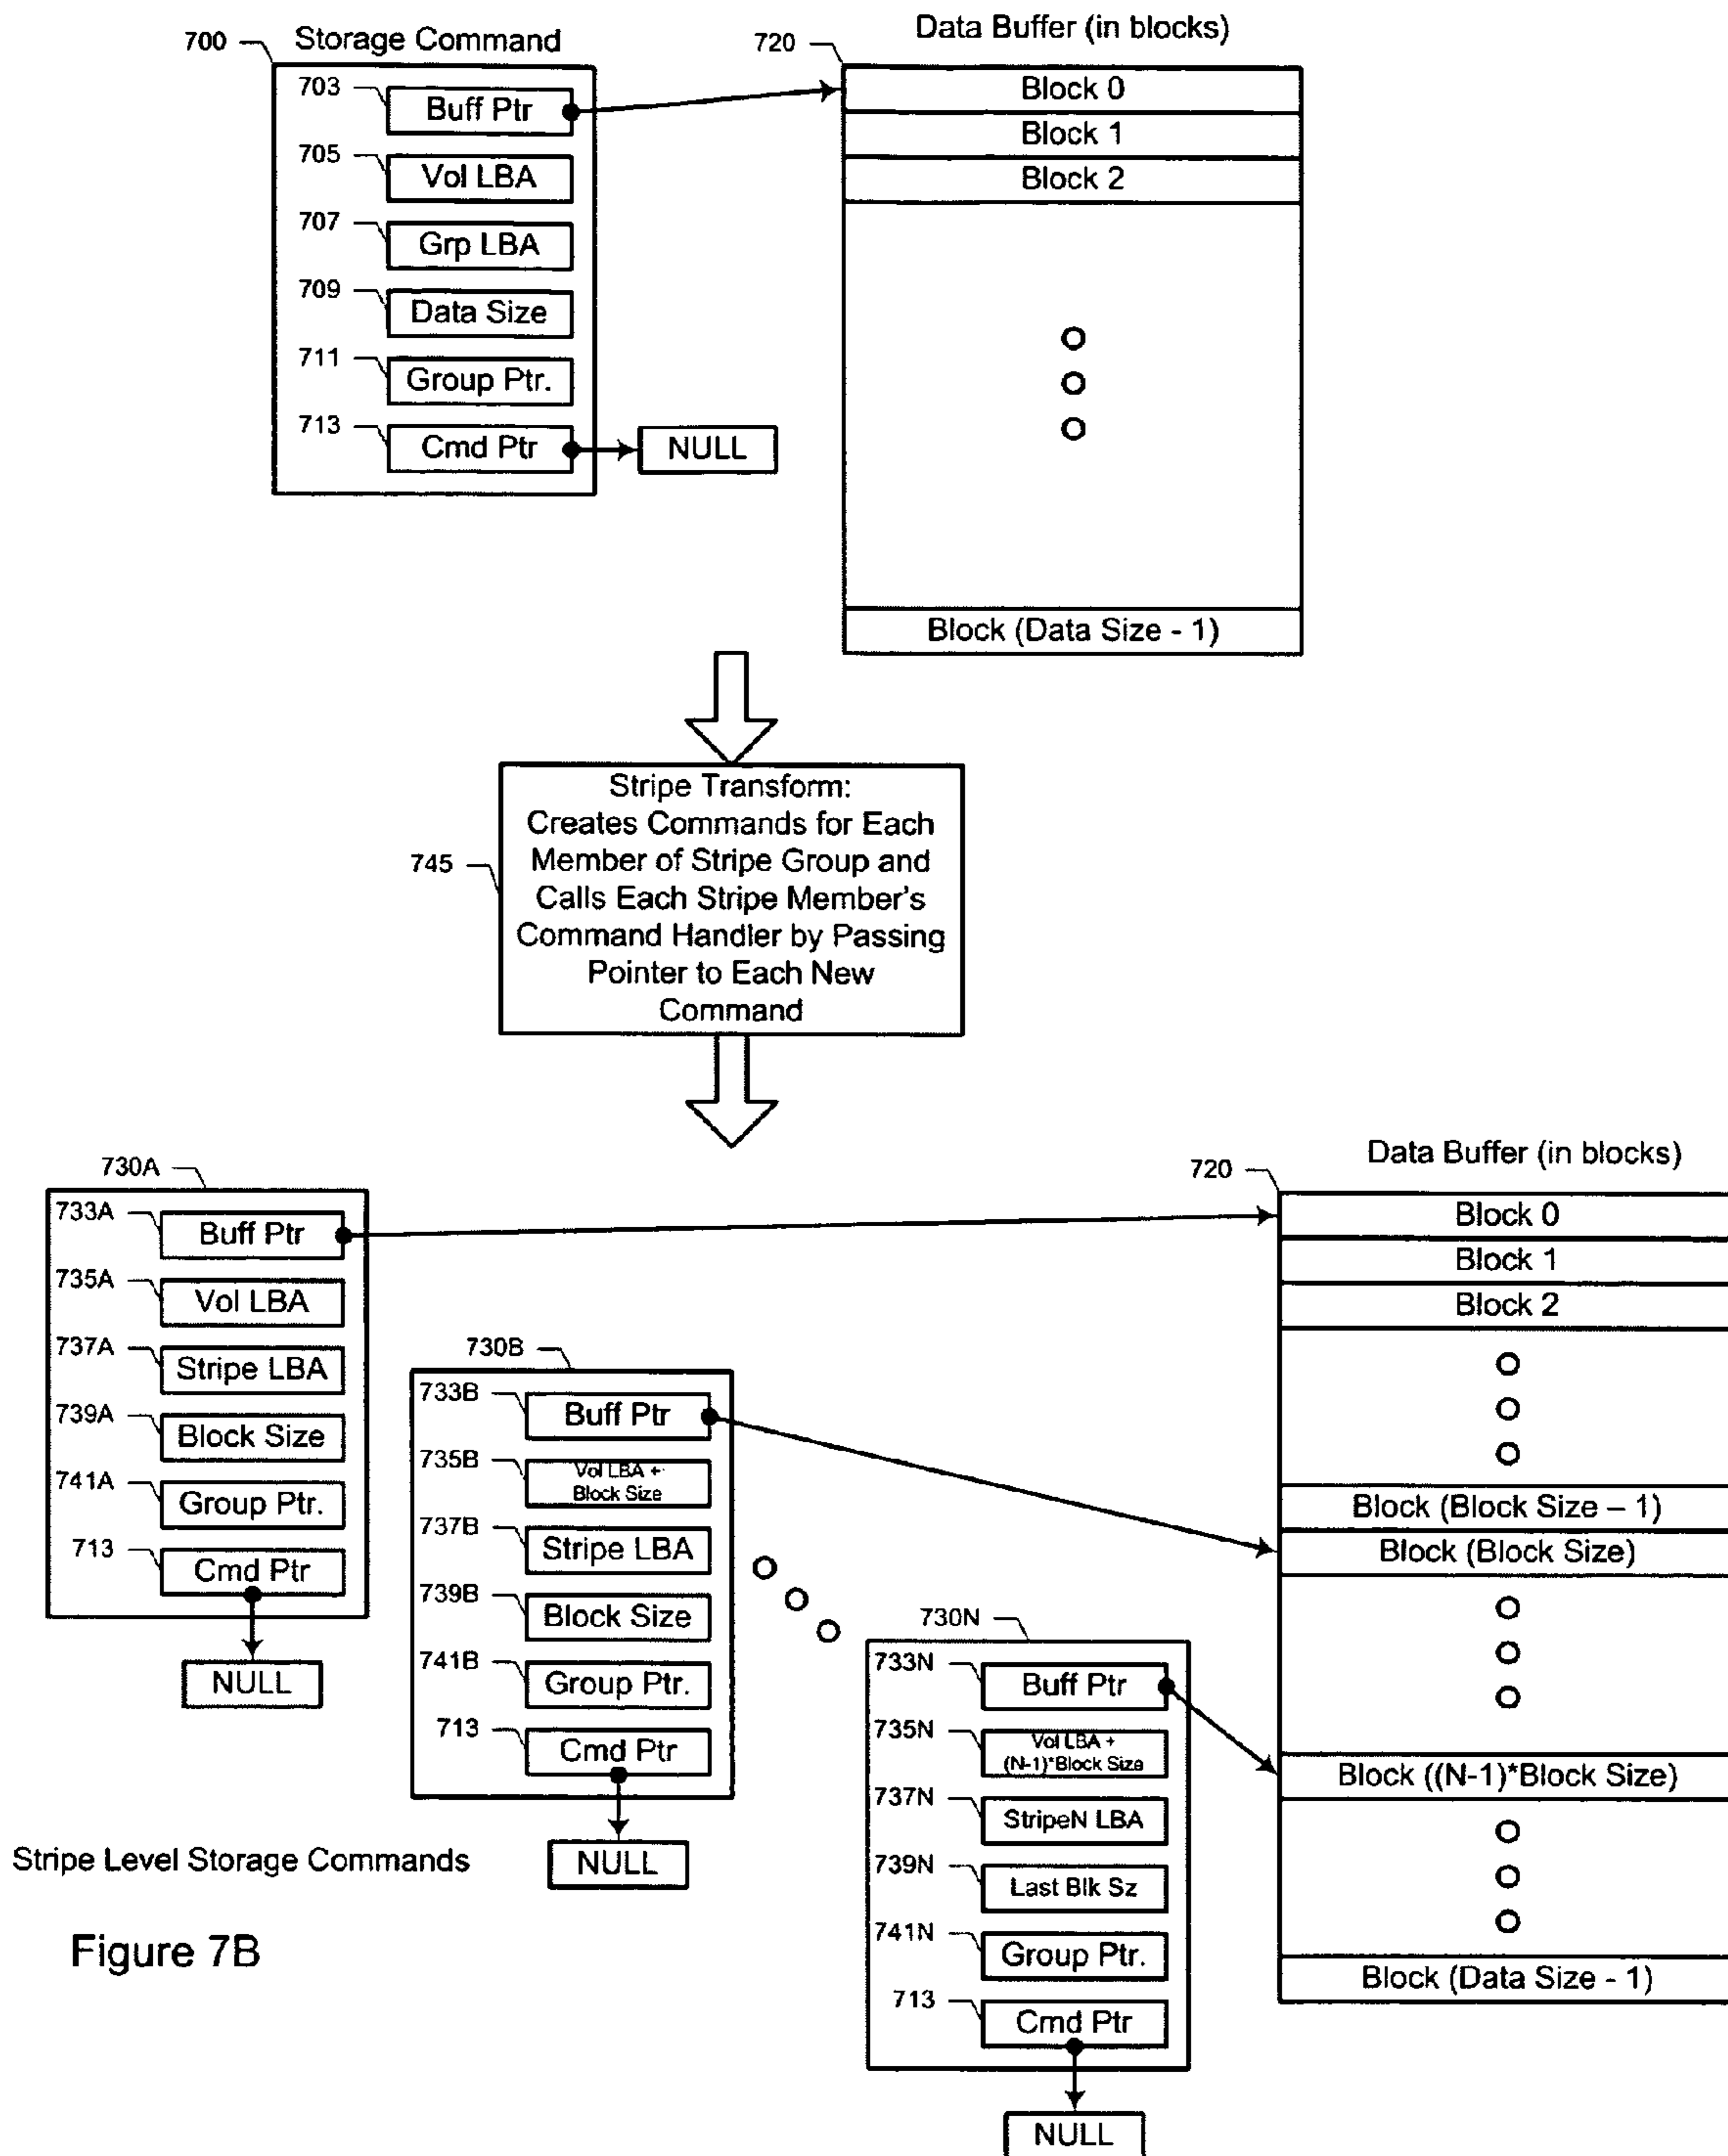 Storage Command
700
703
Buff Ptr
705
Vol LBA
707
Grp LBA
709
Data Size
711
Group Ptr.
713
Cmd Ptr
NULL
Data Buffer (in blocks)
720
Block 0
Block 1
Block 2
Block (Data Size - 1)
745
Stripe Transform:
Creates Commands for Each
Member of Stripe Group and
Calls Each Stripe Member's
Command Handler by Passing
Pointer to Each New
Command
730A
733A
Buff Ptr
735A
Vol LBA
737A
Stripe LBA
739A
Block Size
741A
Group Ptr.
713
Cmd Ptr
NULL
730B
733B
Buff Ptr
735B
Vol LBA +
Block Size
737B
Stripe LBA
739B
Block Size
741B
Group Ptr.
713
Cmd Ptr
NULL
730N
733N
Buff Ptr
735N
Vol LBA +
(N-1)*Block Size
737N
StripeN LBA
739N
Last Blk Sz
741N
Group Ptr.
713
Cmd Ptr
NULL
Data Buffer (in blocks)
720
Block 0
Block 1
Block 2
Block (Block Size – 1)
Block (Block Size)
Block ((N-1)*Block Size)
Block (Data Size - 1)
Stripe Level Storage Commands
Figure 7B